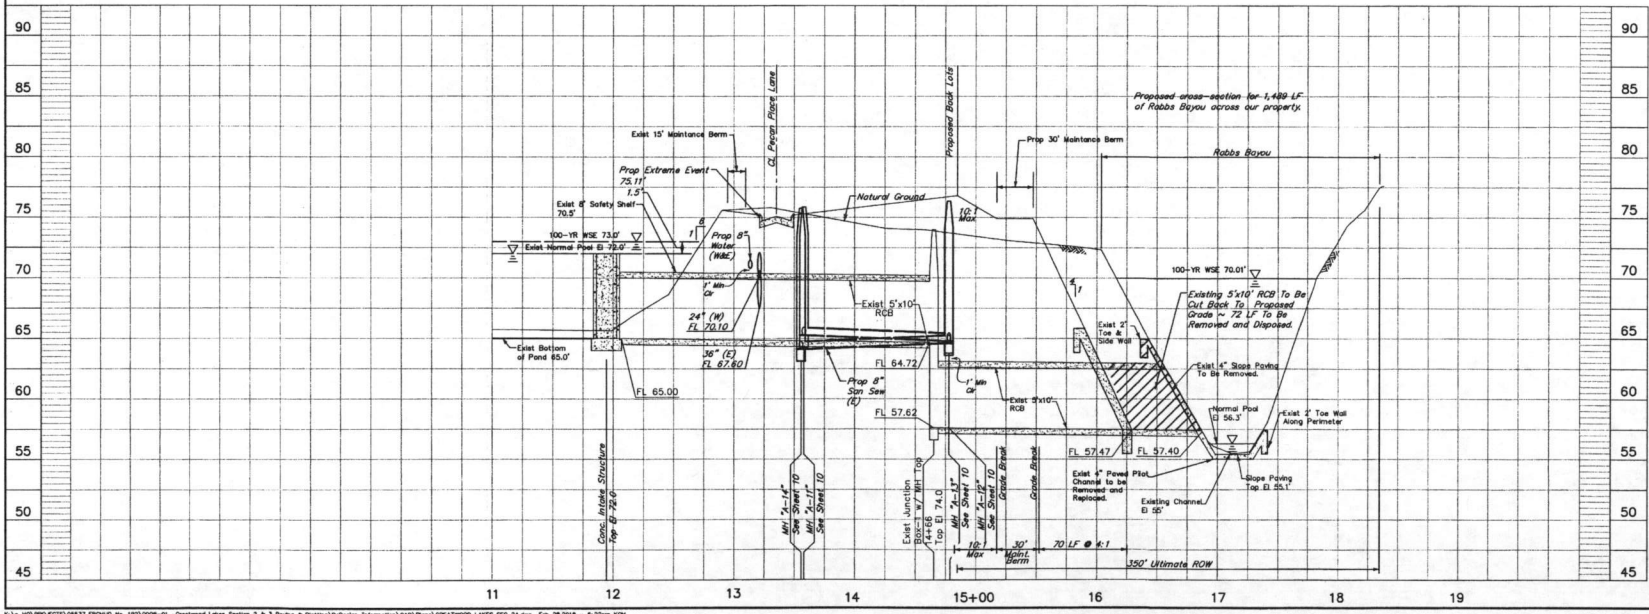 90
90
85
85
80
80
75
75
70
70
65
65
60
60
55
55
50
50
45
45
Proposed cross-section for 1,489 LF
of Rabbs Bayou across our property.
CL Pecan Place Lane
Proposed Back Lots
Exist 15' Maintance Berm
Prop 30' Maintance Berm
Rabbs Bayou
Prop Extreme Event
75.11'
1.5'
Exist 8' Safety Shelf
70.5'
Natural Ground
10:1
Max
6
1
100-YR WSE 73.0'
Exist Normal Pool El 72.0'
Prop 8"
Water
(W&E)
1' Min
Clr
100-YR WSE 70.01'
4
1
Existing 5'x10' RCB To Be
Cut Back To Proposed
Grade ~ 72 LF To Be
Removed and Disposed.
Exist 5'x10'
RCB
24" (W)
FL 70.10
Exist 2'
Toe &
Side Wall
Exist Bottom
of Pond 65.0'
36" (E)
FL 67.60
FL 64.72
Exist 4" Slope Paving
To Be Removed.
FL 65.00
Prop 8"
San Sew
(E)
1' Min
Clr
Exist 5'x10'
RCB
FL 57.62
Normal Pool
El 56.3'
Exist 2' Toe Wall
Along Perimeter
FL 57.47
FL 57.40
Exist 4" Paved Pilot
Channel to be
Removed and
Replaced.
Slope Paving
Top El 55.1'
Existing Channel
El 55'
Conc. Intake Structure
Top El 72.0
MH "A-14"
See Sheet 10
MH "A-11"
See Sheet 10
Exist Junction
Box-1 w/ MH Top
14+66
Top El 74.0
MH "A-13"
See Sheet 10
MH "A-12"
See Sheet 10
Grade Break
Grade Break
10:1
Max
30'
Maint.
Berm
70 LF @ 4:1
350' Ultimate ROW
11
12
13
14
15+00
16
17
18
19